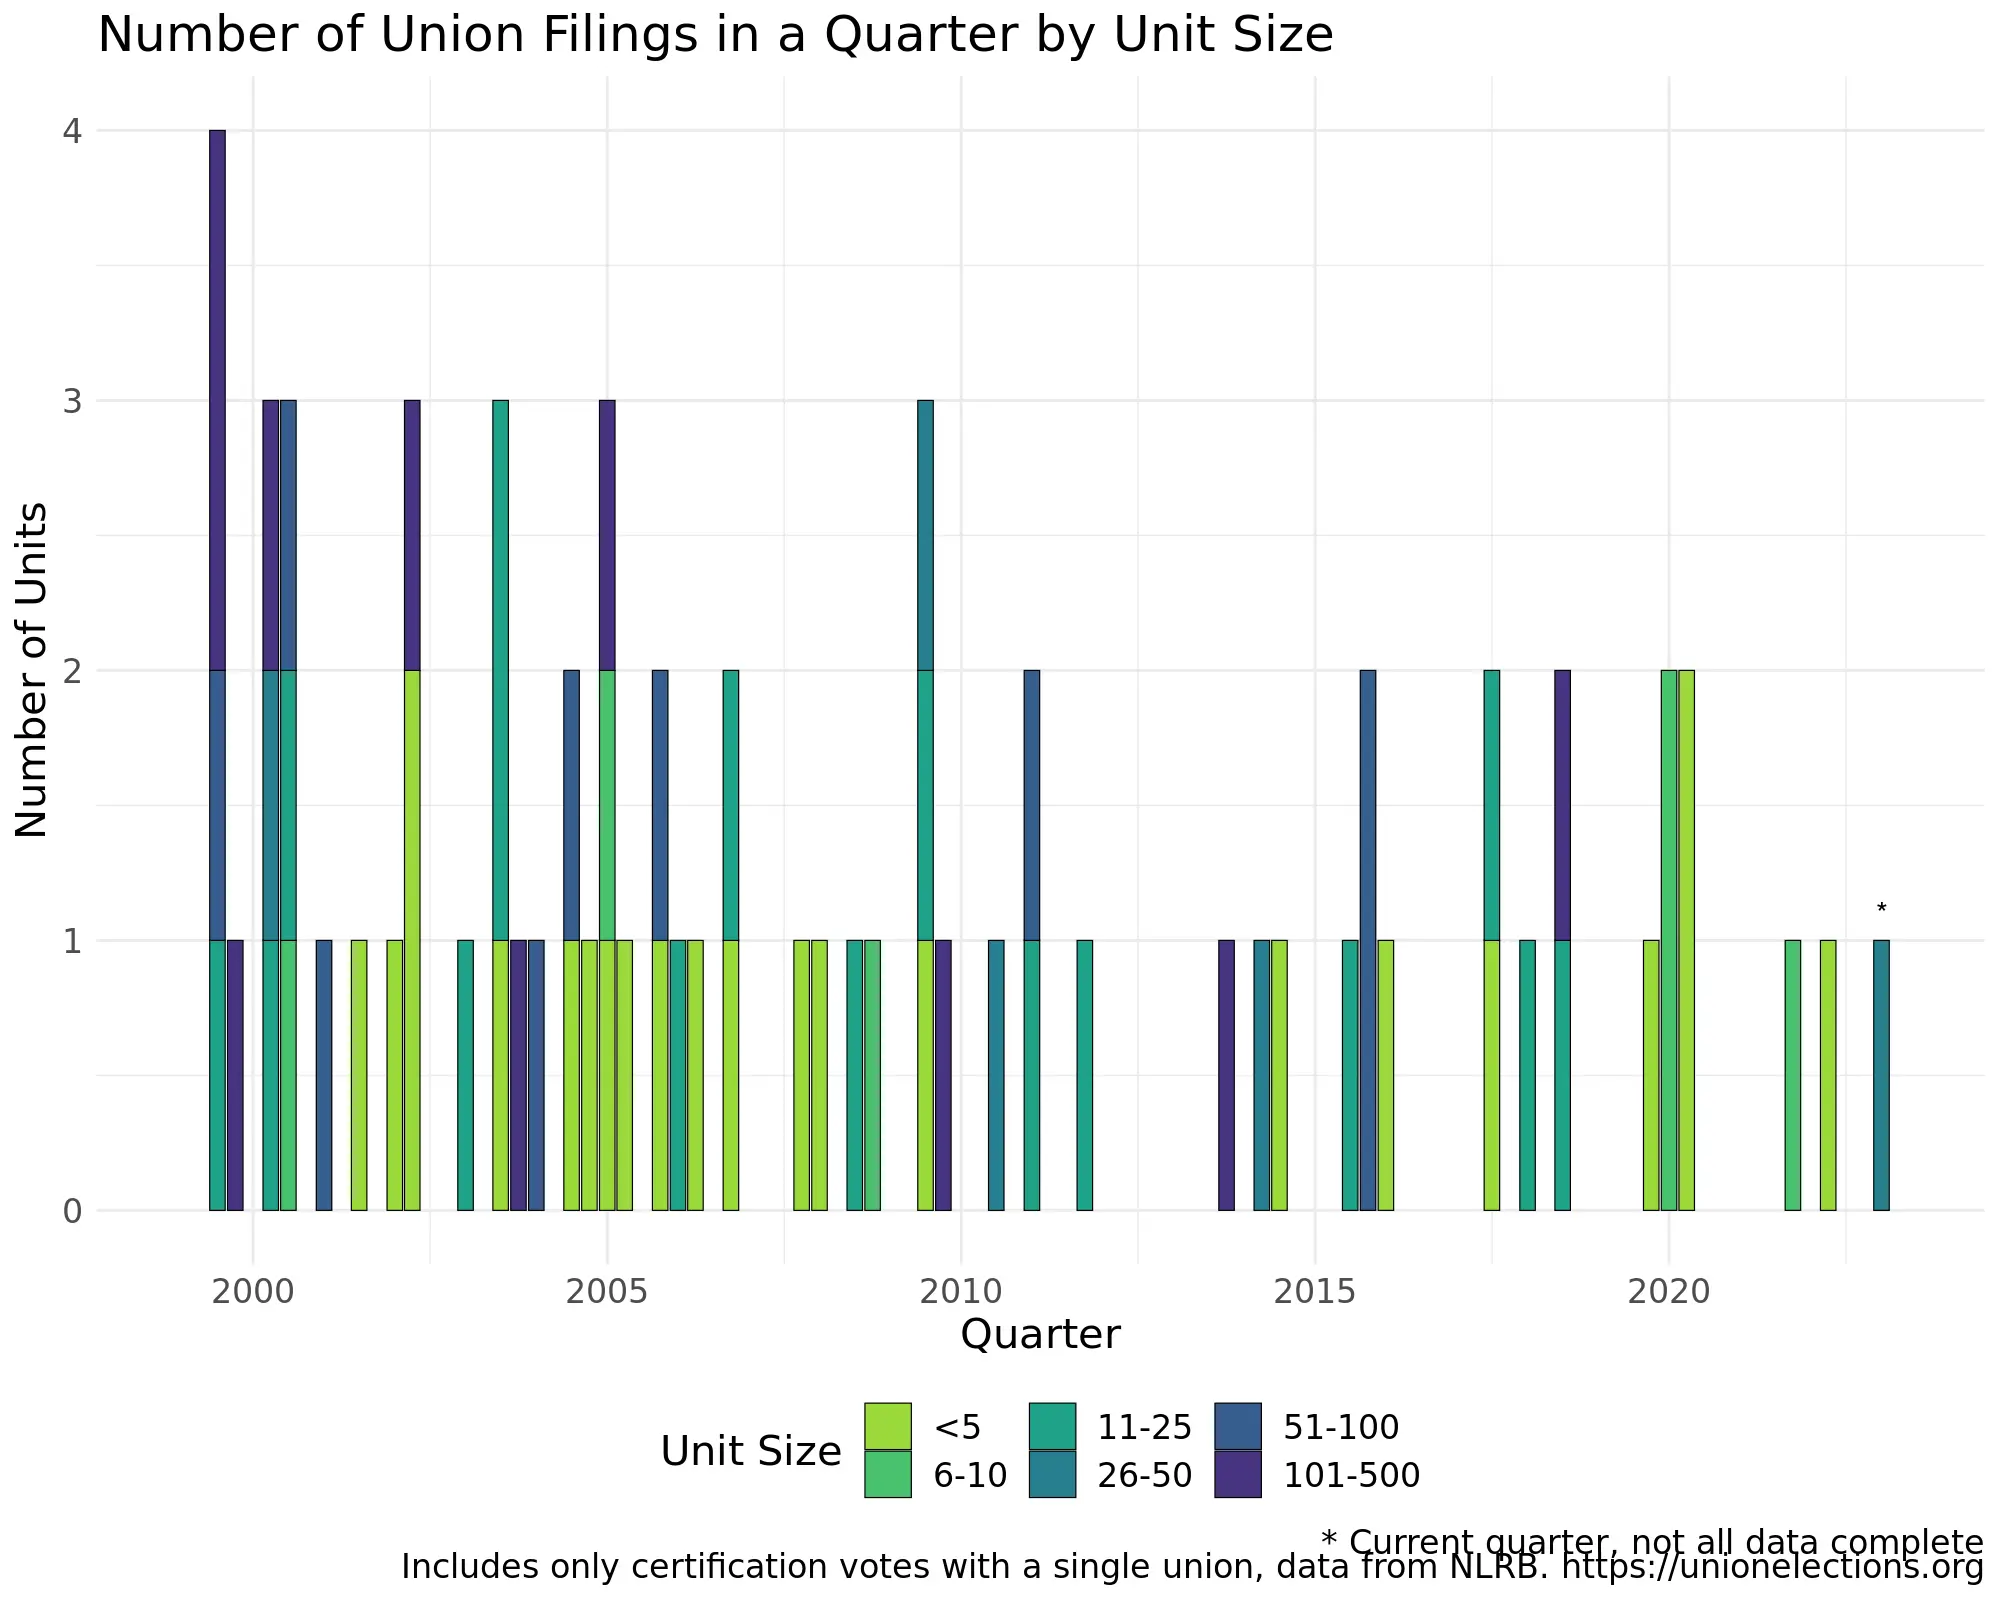 Number of Union Filings in a Quarter by Unit Size
Number of Units
4
3
2
1
0
*
2000 2005 2010 2015 2020
Quarter
Unit Size
<5 11-25 51-100
6-10 26-50 101-500
* Current quarter, not all data complete
Includes only certification votes with a single union, data from NLRB. https://unionelections.org